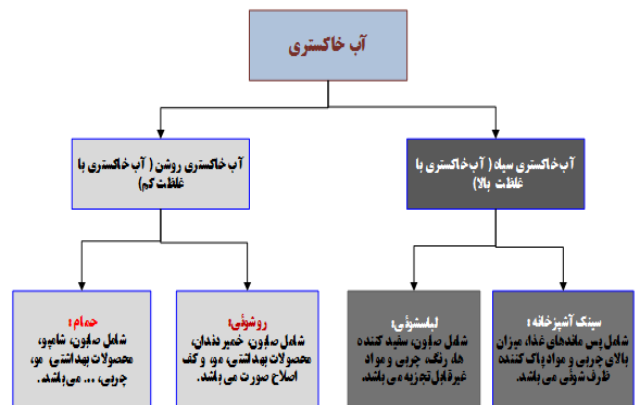 آب خاکستری
آب خاکستری سیاه ( آب خاکستری با
غلظت بالا)
آب خاکستری روشن ( آب خاکستری با
غلظت کم)
سینک آشپزخانه:
شامل پس ماندهای غذا، میزان
بالای چربی و مواد پاک کننده
ظرف شوئی می باشد.
لباسشوئی:
شامل صابون، سفید کننده
ها، رنگ، چربی و مواد
غیرقابل تجزیه می باشد.
روشوئی:
شامل صابون، خمیر دندان،
محصولات بهداشتی، مو، و کف
اصلاح صورت می باشد.
حمام:
شامل صابون، شامپو،
محصولات بهداشتی، مو،
چربی، ... می باشد.